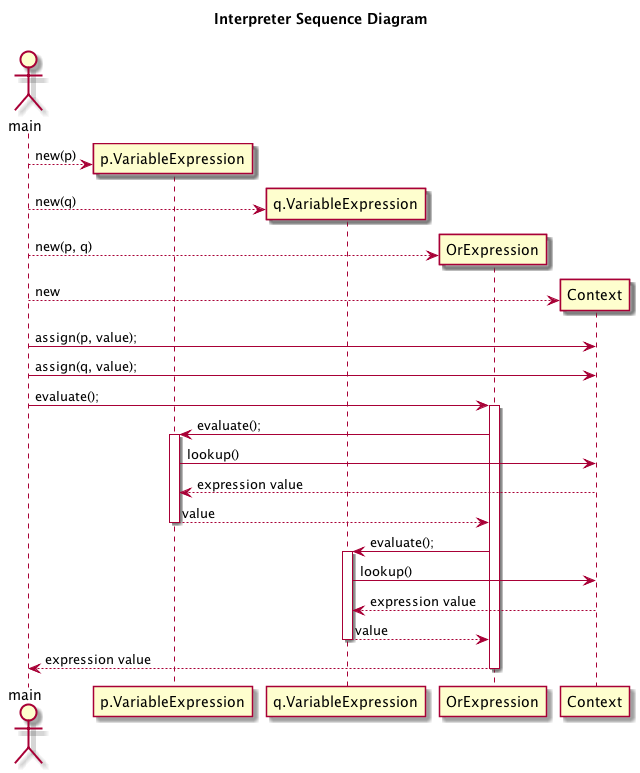 Interpreter Sequence Diagram
main
new(p)
p.VariableExpression
new(q)
q.VariableExpression
new(p, q)
OrExpression
new
Context
assign(p, value);
assign(q, value);
evaluate();
evaluate();
lookup()
expression value
value
evaluate();
lookup()
expression value
value
expression value
main
p.VariableExpression
q.VariableExpression
OrExpression
Context